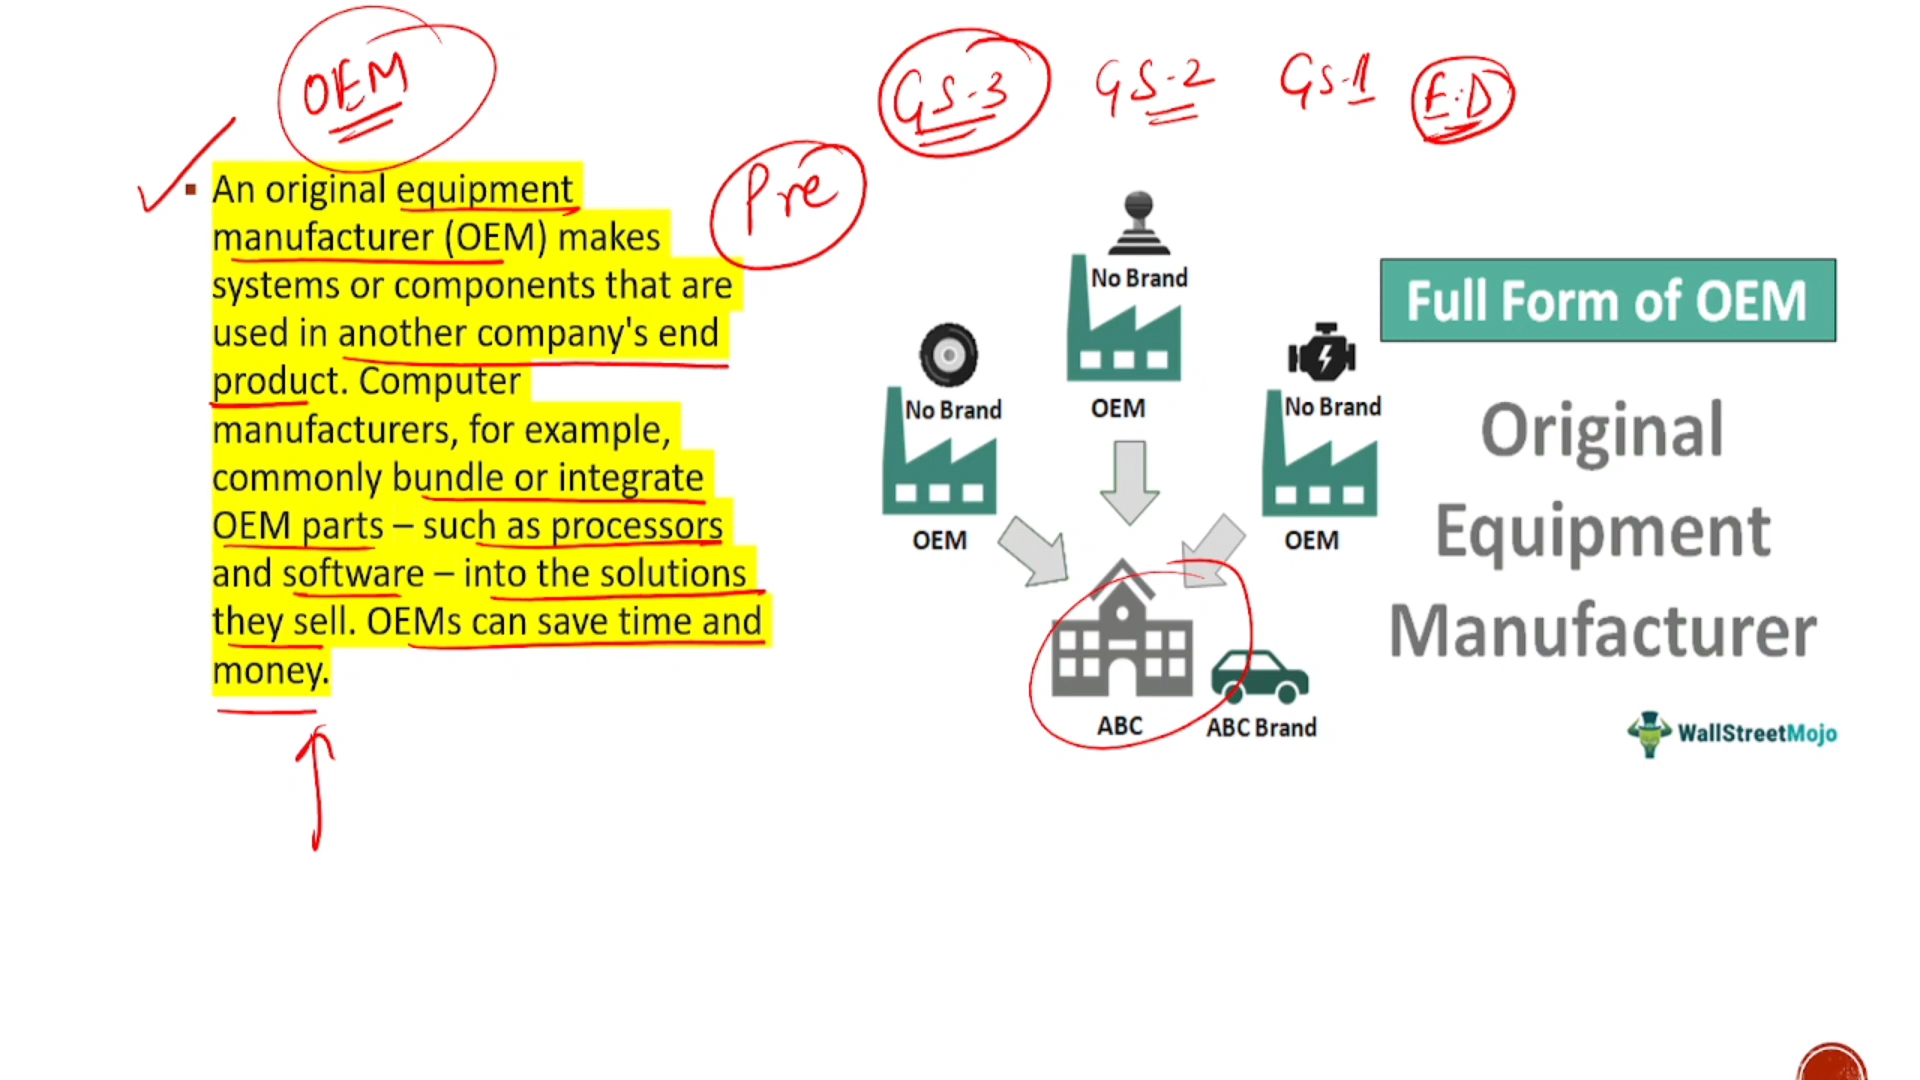 OEM
GS-3 GS-2 GS-1 E.D
Pre
An original equipment
manufacturer (OEM) makes
systems or components that are
used in another company's end
product. Computer
manufacturers, for example,
commonly bundle or integrate
OEM parts – such as processors
and software – into the solutions
they sell. OEMs can save time and
money.
No Brand
OEM
No Brand
OEM
No Brand
OEM
ABC
ABC Brand
Full Form of OEM
Original
Equipment
Manufacturer
WallStreetMojo